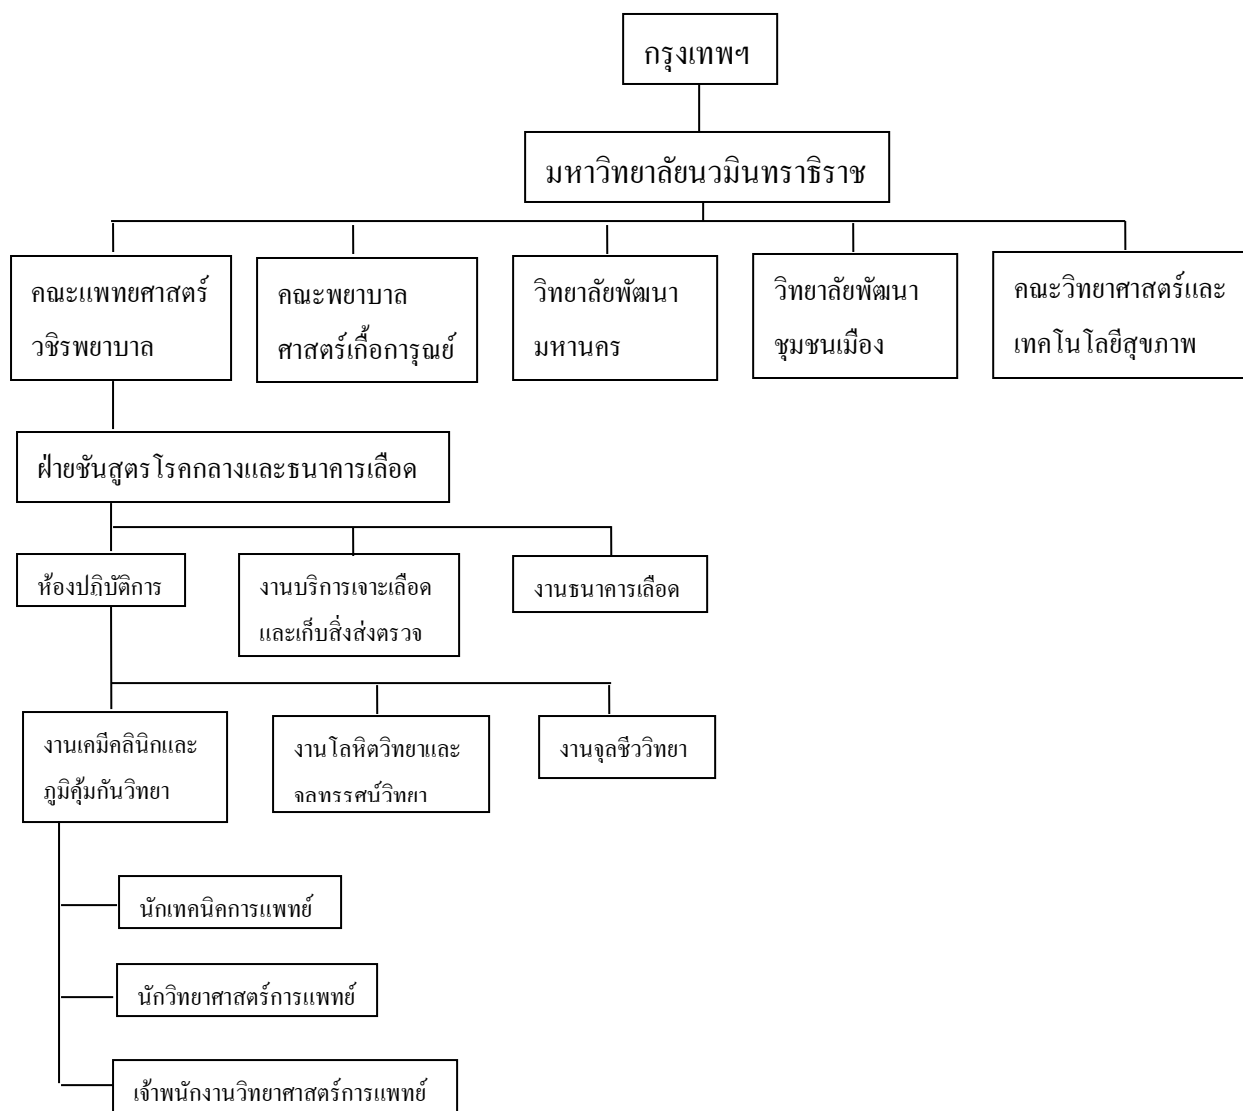 กรุงเทพฯ
มหาวิทยาลัยนวมินทราธิราช
คณะแพทยศาสตร์
วชิรพยาบาล
คณะพยาบาล
ศาสตร์เกื้อการุณย์
วิทยาลัยพัฒนา
มหานคร
วิทยาลัยพัฒนา
ชุมชนเมือง
คณะวิทยาศาสตร์และ
เทคโนโลยีสุขภาพ
ฝ่ายชันสูตรโรคกลางและธนาคารเลือด
ห้องปฏิบัติการ
งานบริการเจาะเลือด
และเก็บสิ่งส่งตรวจ
งานธนาคารเลือด
งานเคมีคลินิกและ
ภูมิคุ้มกันวิทยา
งานโลหิตวิทยาและ
จุลทรรศน์วิทยา
งานจุลชีววิทยา
นักเทคนิคการแพทย์
นักวิทยาศาสตร์การแพทย์
เจ้าพนักงานวิทยาศาสตร์การแพทย์